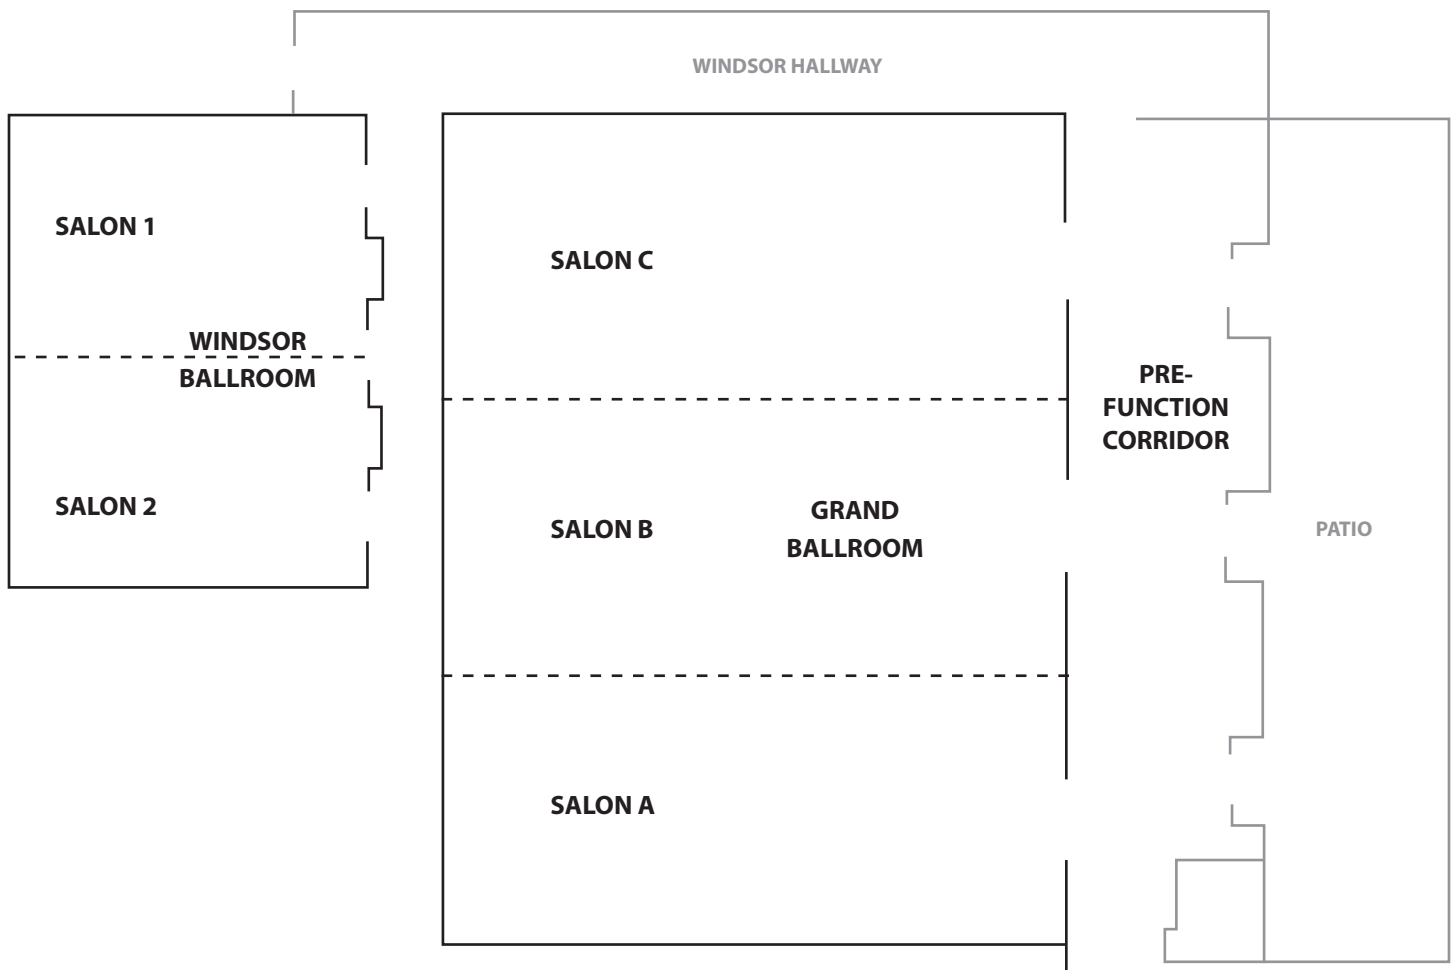 WINDSOR HALLWAY
SALON 1
WINDSOR
BALLROOM
SALON 2
SALON C
SALON B
GRAND
BALLROOM
SALON A
PRE-
FUNCTION
CORRIDOR
PATIO